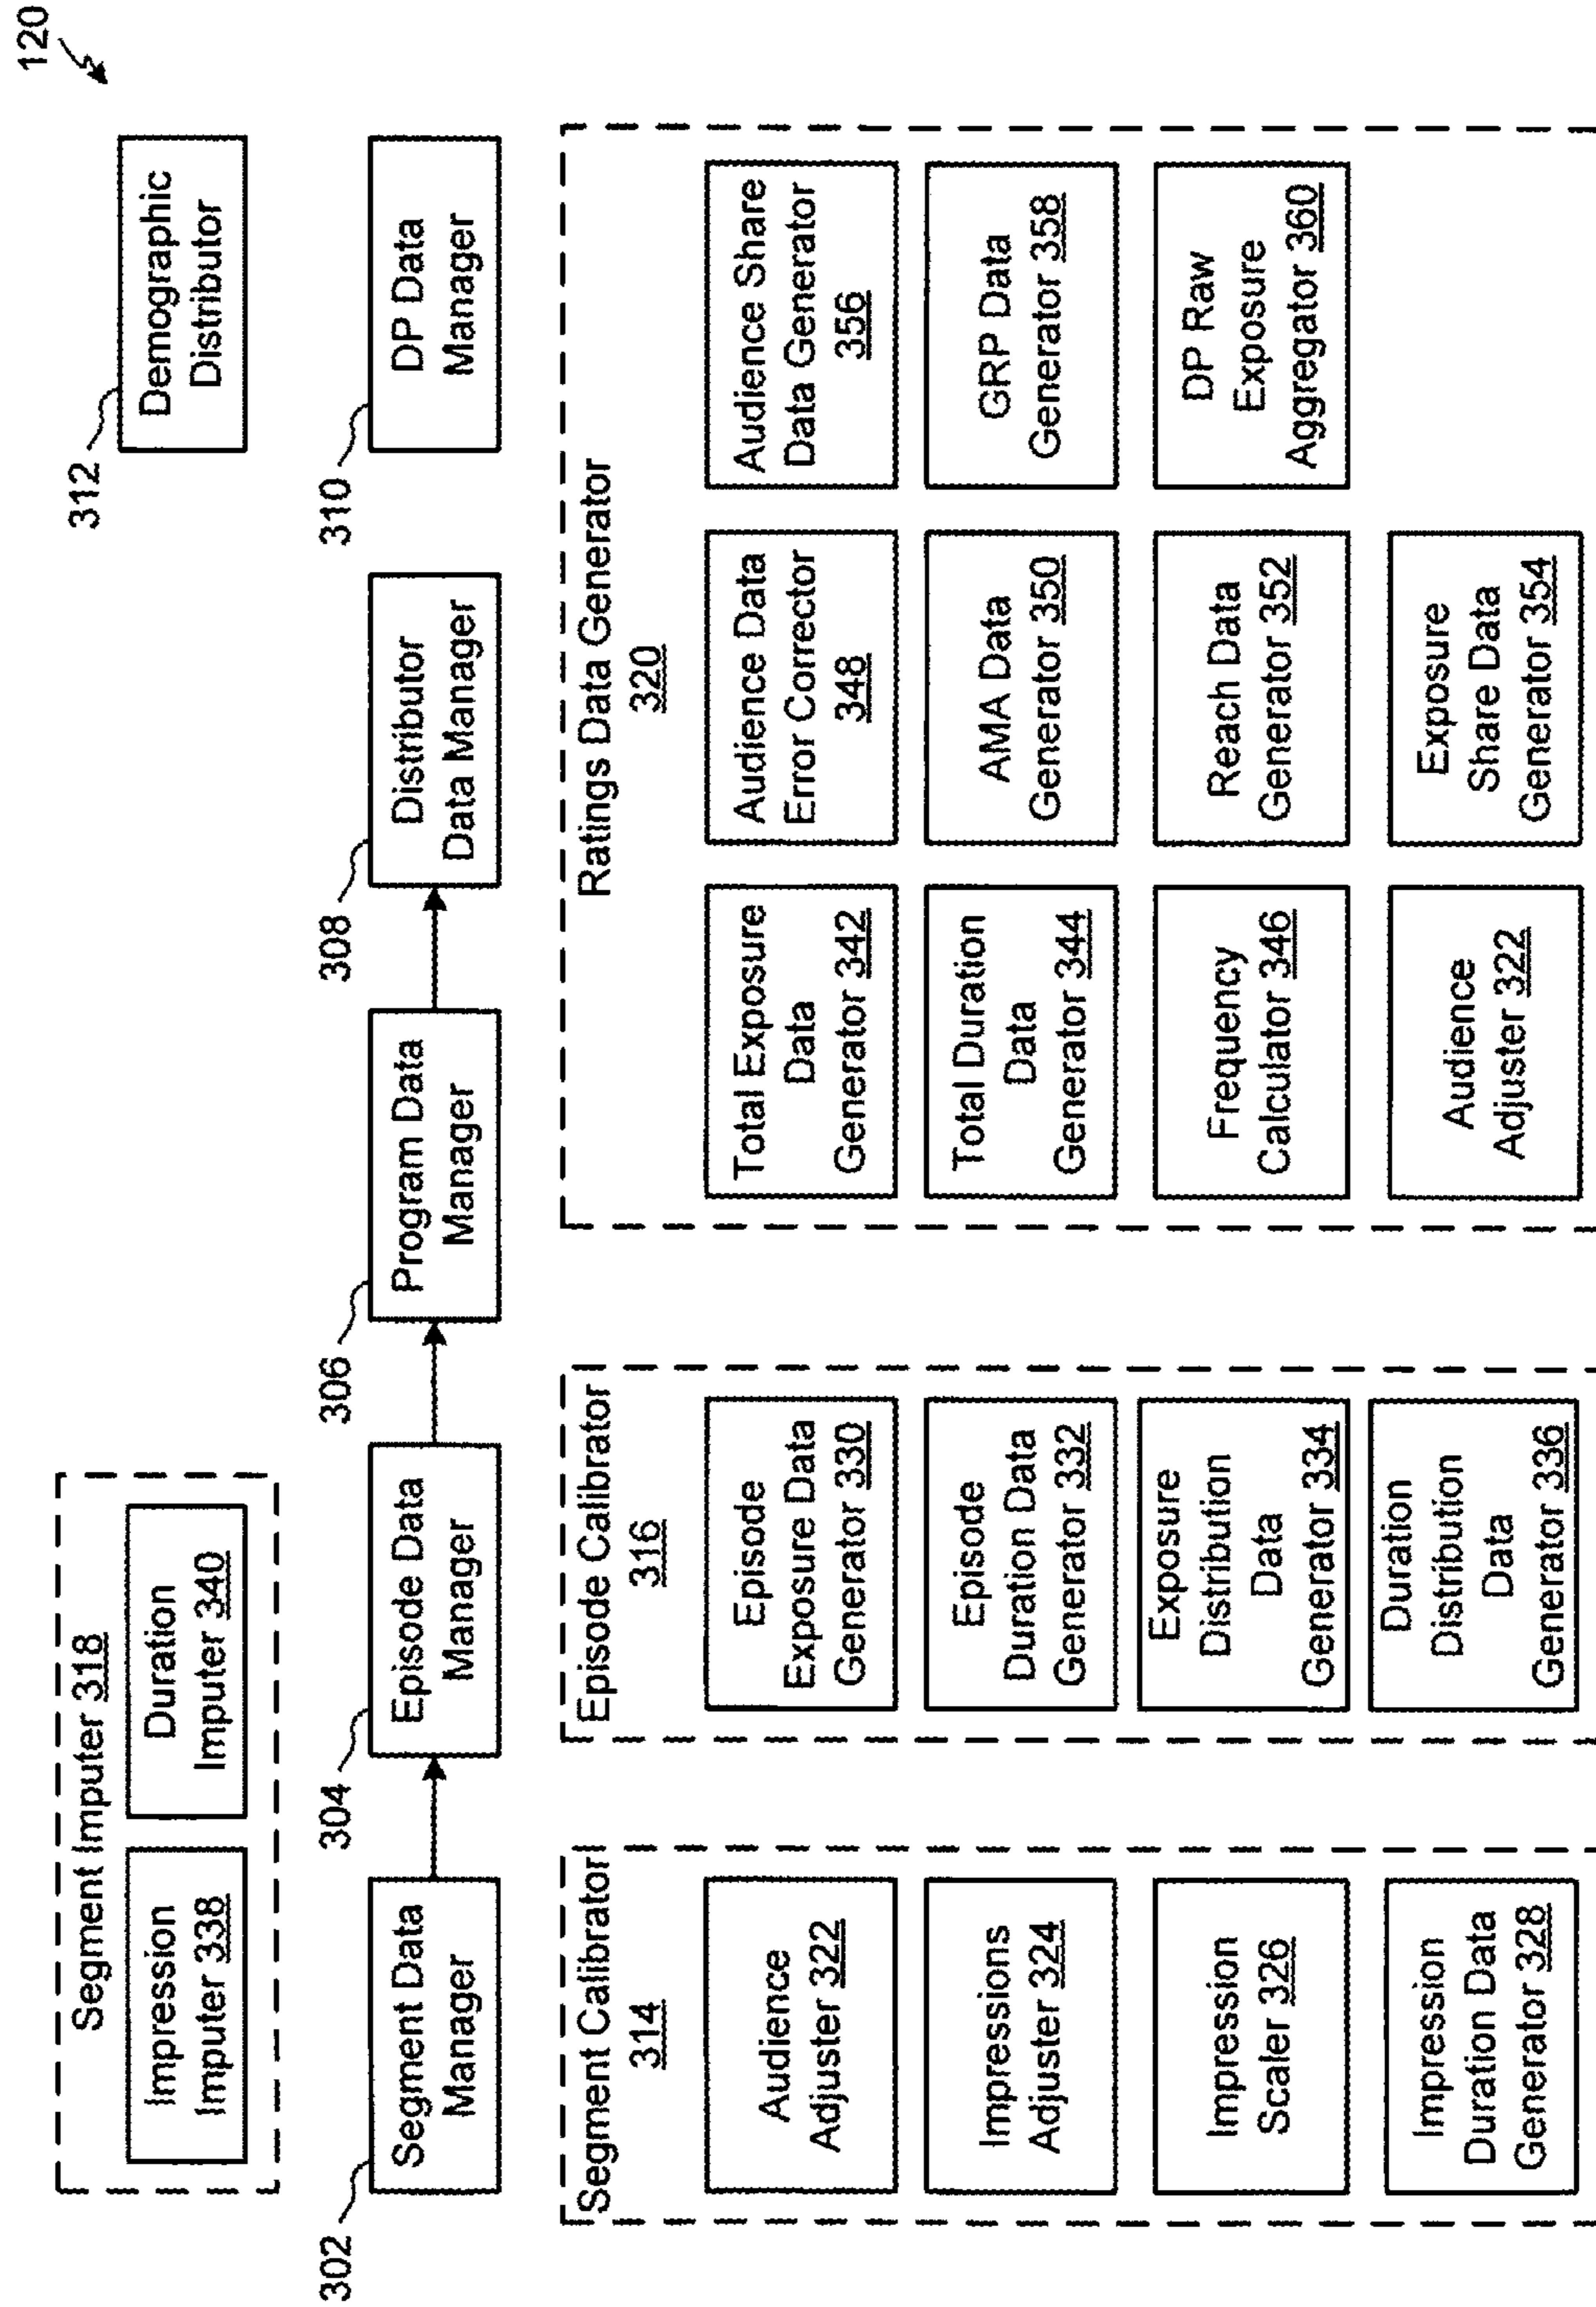 120
312
Demographic
Distributor
Segment Imputer 318
Impression
Imputer 338
Duration
Imputer 340
302
Segment Data
Manager
304
Episode Data
Manager
306
Program Data
Manager
308
Distributor
Data Manager
310
DP Data
Manager
Segment Calibrator
314
Audience
Adjuster 322
Impressions
Adjuster 324
Impression
Scaler 326
Impression
Duration Data
Generator 328
Episode Calibrator
316
Episode
Exposure Data
Generator 330
Episode
Duration Data
Generator 332
Exposure
Distribution
Data
Generator 334
Duration
Distribution
Data
Generator 336
Ratings Data Generator
320
Total Exposure
Data
Generator 342
Total Duration
Data
Generator 344
Frequency
Calculator 346
Audience
Adjuster 322
Audience Data
Error Corrector
348
AMA Data
Generator 350
Reach Data
Generator 352
Exposure
Share Data
Generator 354
Audience Share
Data Generator
356
GRP Data
Generator 358
DP Raw
Exposure
Aggregator 360